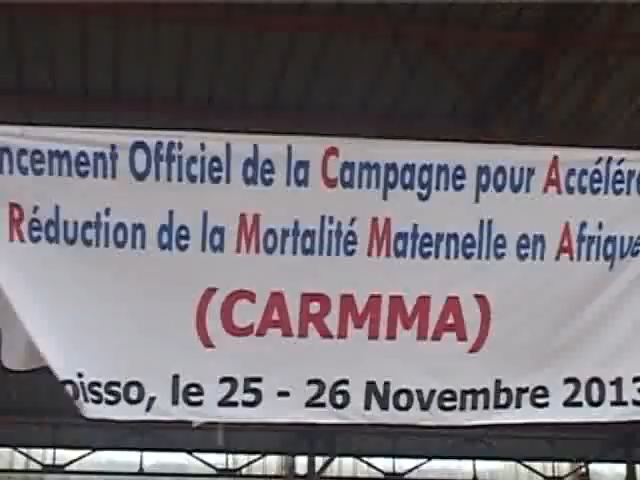 ncement Officiel de la Campagne pour Accélére
Réduction de la Mortalité Maternelle en Afrique
(CARMMA)
oisso, le 25 - 26 Novembre 2013